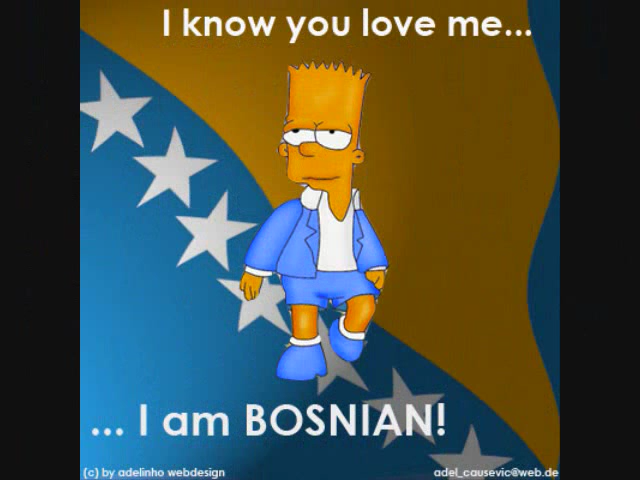 I know you love me...
... I am BOSNIAN!
(c) by adelinho webdesign
adel_causevic@web.de